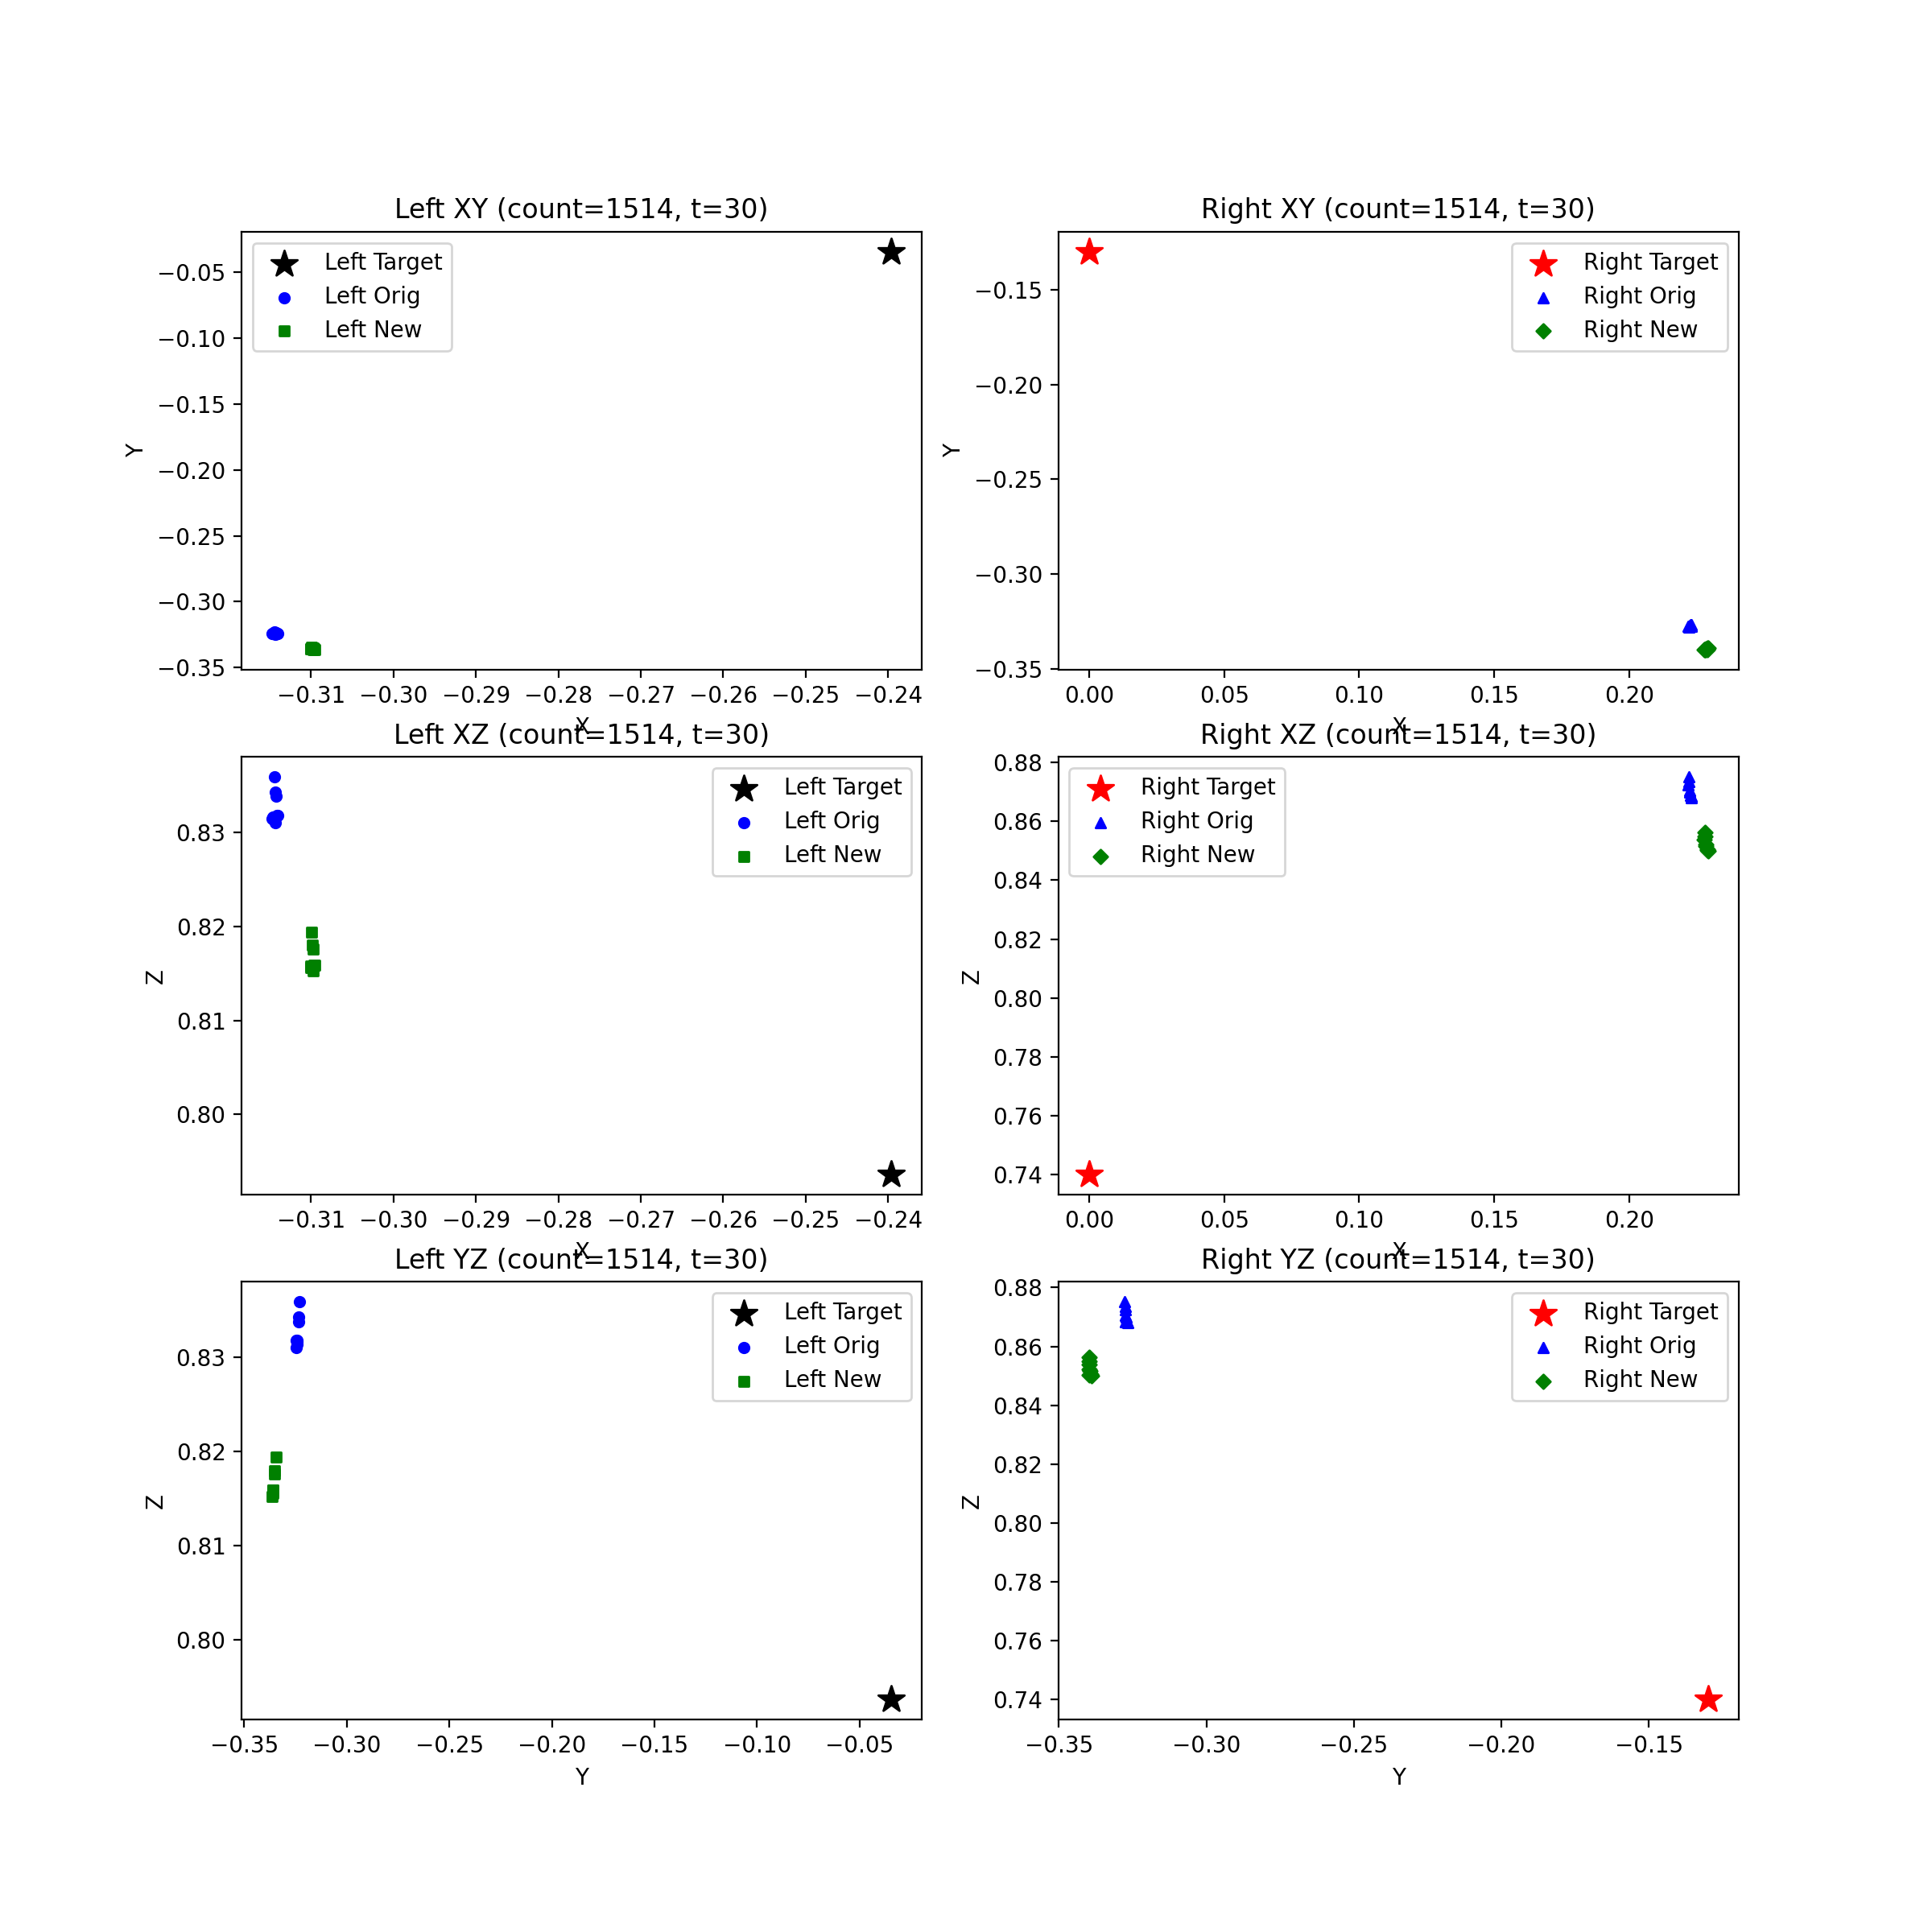 Left XY (count=1514, t=30)
Left Target
Left Orig
Left New
−0.05
−0.10
−0.15
−0.20
−0.25
−0.30
−0.35
Y
−0.31
−0.30
−0.29
−0.28
−0.27
−0.26
−0.25
−0.24
X
Right XY (count=1514, t=30)
Right Target
Right Orig
Right New
−0.15
−0.20
−0.25
−0.30
−0.35
Y
0.00
0.05
0.10
0.15
0.20
X
Left XZ (count=1514, t=30)
Left Target
Left Orig
Left New
0.83
0.82
0.81
0.80
Z
−0.31
−0.30
−0.29
−0.28
−0.27
−0.26
−0.25
−0.24
X
Right XZ (count=1514, t=30)
Right Target
Right Orig
Right New
0.88
0.86
0.84
0.82
0.80
0.78
0.76
0.74
Z
0.00
0.05
0.10
0.15
0.20
X
Left YZ (count=1514, t=30)
Left Target
Left Orig
Left New
0.83
0.82
0.81
0.80
Z
−0.35
−0.30
−0.25
−0.20
−0.15
−0.10
−0.05
Y
Right YZ (count=1514, t=30)
Right Target
Right Orig
Right New
0.88
0.86
0.84
0.82
0.80
0.78
0.76
0.74
Z
−0.35
−0.30
−0.25
−0.20
−0.15
Y